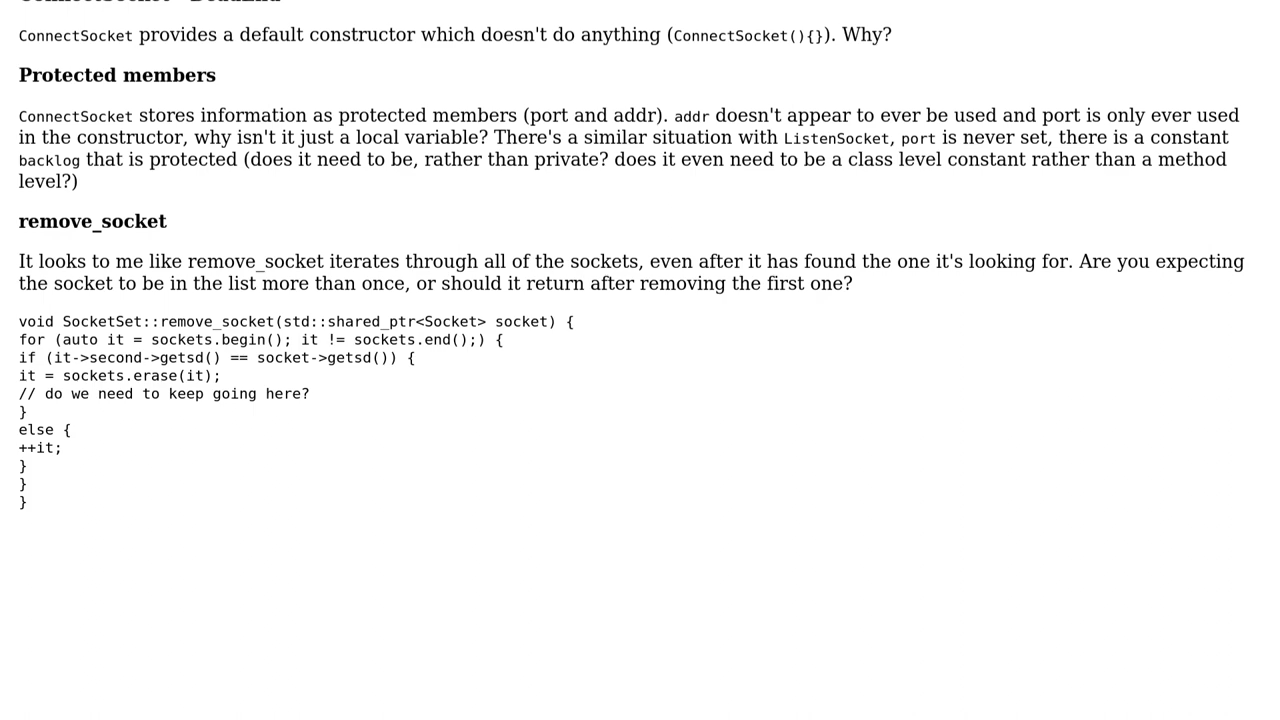 ConnectSocket provides a default constructor which doesn't do anything (ConnectSocket(){}). Why?
Protected members
ConnectSocket stores information as protected members (port and addr). addr doesn't appear to ever be used and port is only ever used
in the constructor, why isn't it just a local variable? There's a similar situation with ListenSocket, port is never set, there is a constant
backlog that is protected (does it need to be, rather than private? does it even need to be a class level constant rather than a method
level?)
remove_socket
It looks to me like remove_socket iterates through all of the sockets, even after it has found the one it's looking for. Are you expecting
the socket to be in the list more than once, or should it return after removing the first one?
void SocketSet::remove_socket(std::shared_ptr<Socket> socket) {
for (auto it = sockets.begin(); it != sockets.end();) {
if (it->second->getsd() == socket->getsd()) {
it = sockets.erase(it);
// do we need to keep going here?
}
else {
++it;
}
}
}